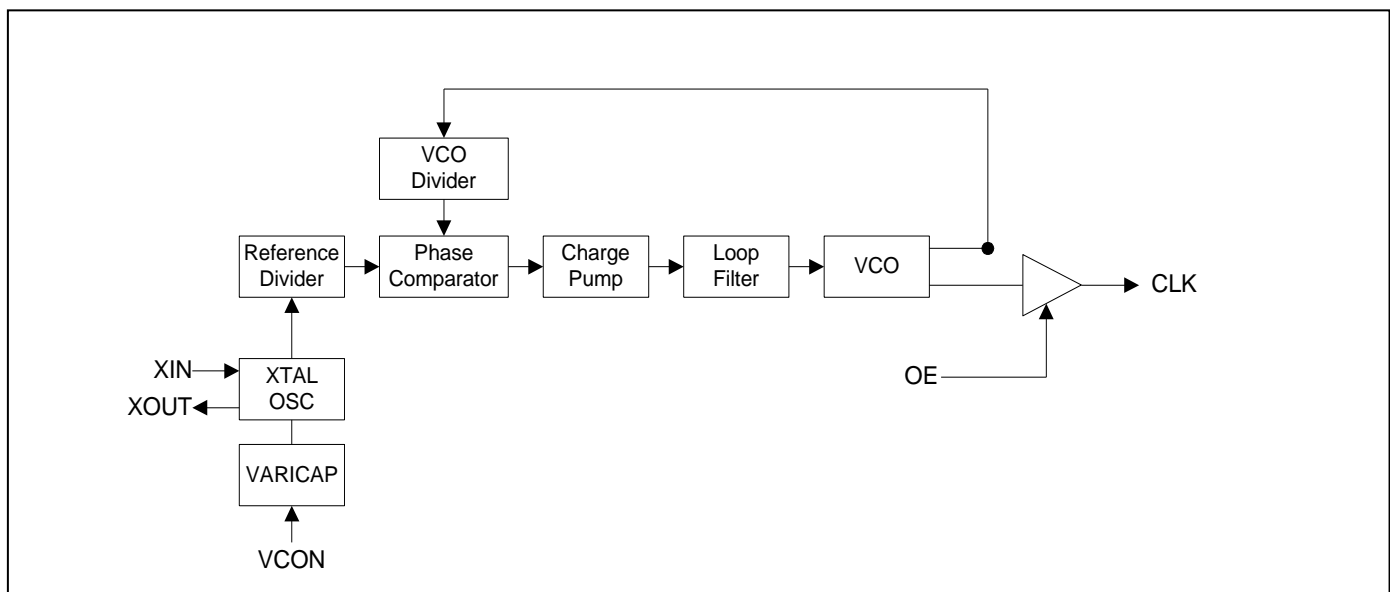 VCO
Divider
Reference
Divider
Phase
Comparator
Charge
Pump
Loop
Filter
VCO
CLK
XIN
XOUT
XTAL
OSC
OE
VARICAP
VCON